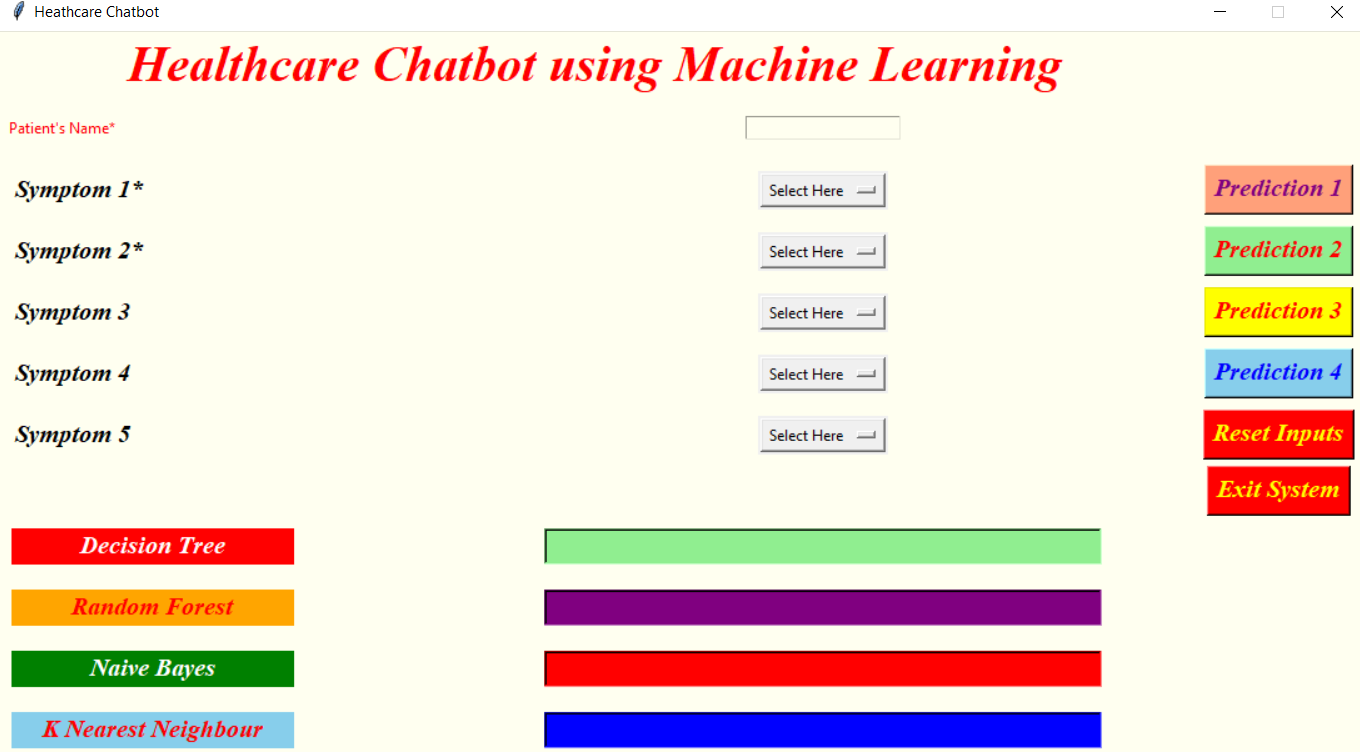 Heathcare Chatbot
Healthcare Chatbot using Machine Learning
Patient's Name*
Symptom 1* Select Here Prediction 1
Symptom 2* Select Here Prediction 2
Symptom 3 Select Here Prediction 3
Symptom 4 Select Here Prediction 4
Symptom 5 Select Here Reset Inputs
Exit System
Decision Tree
Random Forest
Naive Bayes
K Nearest Neighbour